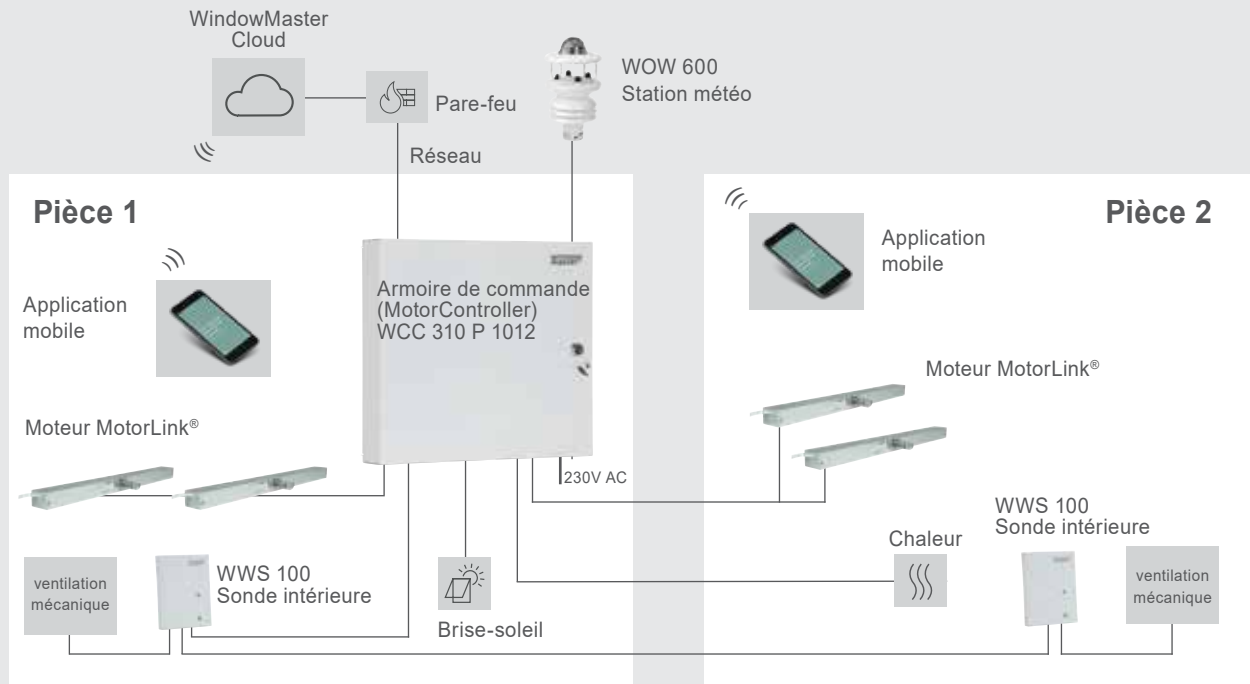 WindowMaster
Cloud
WOW 600
Station météo
Pare-feu
Réseau
Pièce 1
Pièce 2
Application
mobile
Application
mobile
Armoire de commande
(MotorController)
WCC 310 P 1012
Moteur MotorLink®
Moteur MotorLink®
230V AC
WWS 100
Sonde intérieure
Chaleur
ventilation
mécanique
WWS 100
Sonde intérieure
Brise-soleil
ventilation
mécanique